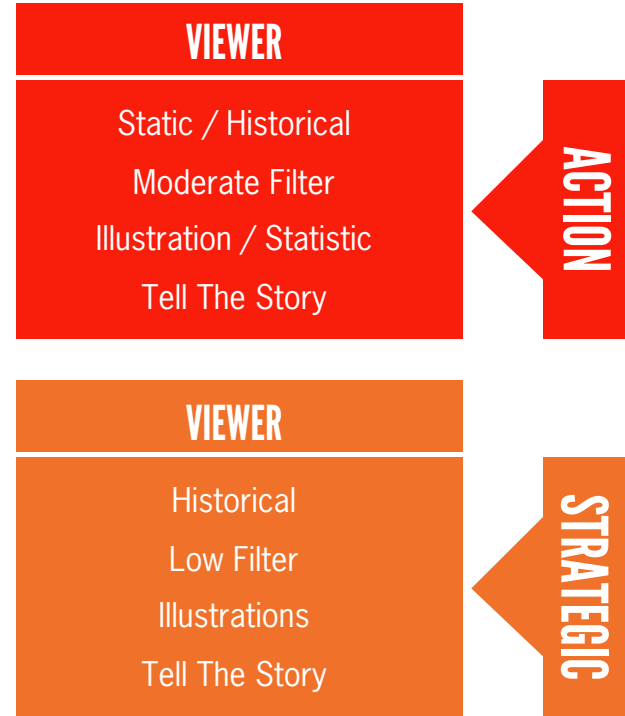 VIEWER
Static / Historical
Moderate Filter
Illustration / Statistic
Tell The Story
ACTION
VIEWER
Historical
Low Filter
Illustrations
Tell The Story
STRATEGIC